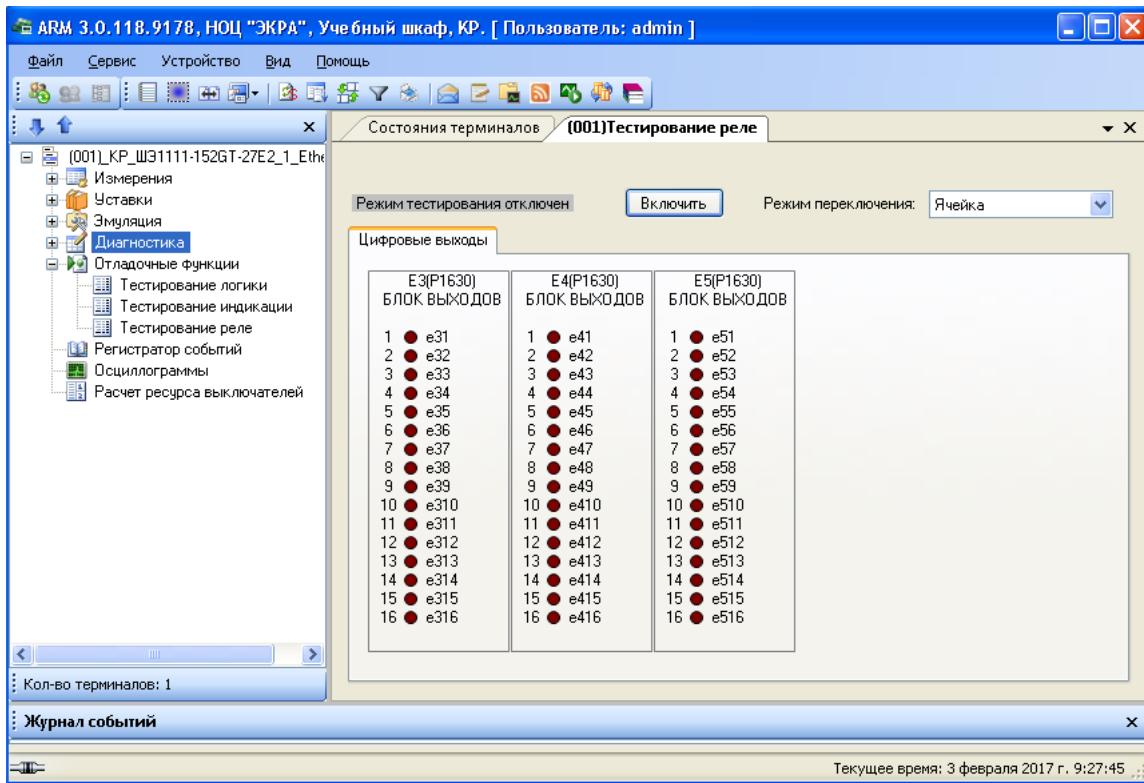 ARM 3.0.118.9178, НОЦ "ЭКРА", Учебный шкаф, КР. [ Пользователь: admin ]
Файл Сервис Устройство Вид Помощь
Состояния терминалов (001)Тестирование реле
(001)_КР_ШЭ1111-152GT-27E2_1_Ethe
Измерения
Уставки
Эмуляция
Диагностика
Отладочные функции
Тестирование логики
Тестирование индикации
Тестирование реле
Регистратор событий
Осциллограммы
Расчет ресурса выключателей
Кол-во терминалов: 1
Режим тестирования отключен Включить Режим переключения: Ячейка
Цифровые выходы
E3(P1630) E4(P1630) E5(P1630)
БЛОК ВЫХОДОВ БЛОК ВЫХОДОВ БЛОК ВЫХОДОВ
1 e31 1 e41 1 e51
2 e32 2 e42 2 e52
3 e33 3 e43 3 e53
4 e34 4 e44 4 e54
5 e35 5 e45 5 e55
6 e36 6 e46 6 e56
7 e37 7 e47 7 e57
8 e38 8 e48 8 e58
9 e39 9 e49 9 e59
10 e310 10 e410 10 e510
11 e311 11 e411 11 e511
12 e312 12 e412 12 e512
13 e313 13 e413 13 e513
14 e314 14 e414 14 e514
15 e315 15 e415 15 e515
16 e316 16 e416 16 e516
Журнал событий
Текущее время: 3 февраля 2017 г. 9:27:45